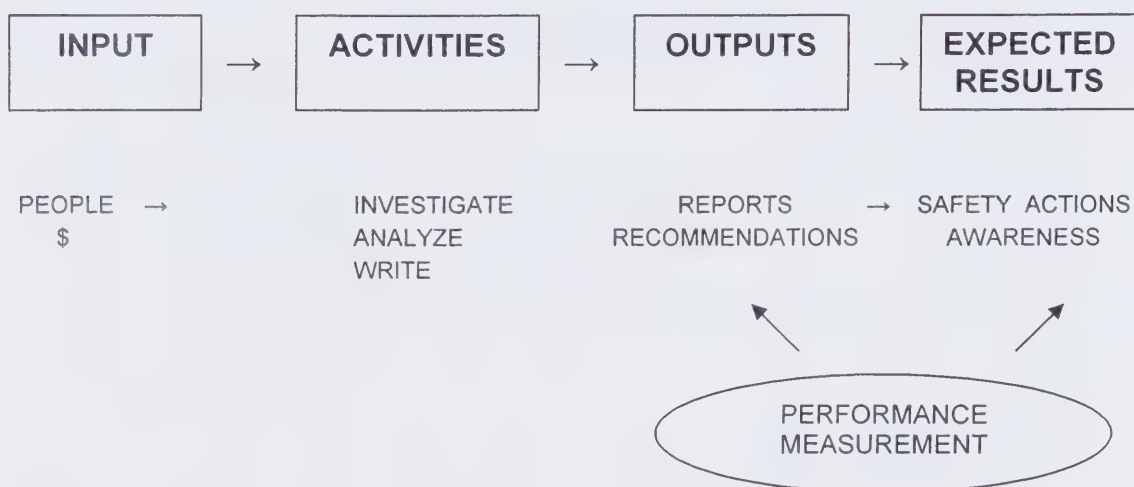 INPUT → ACTIVITIES → OUTPUTS → EXPECTED RESULTS
PEOPLE →
$
INVESTIGATE
ANALYZE
WRITE
REPORTS →
RECOMMENDATIONS
SAFETY ACTIONS
AWARENESS
PERFORMANCE
MEASUREMENT